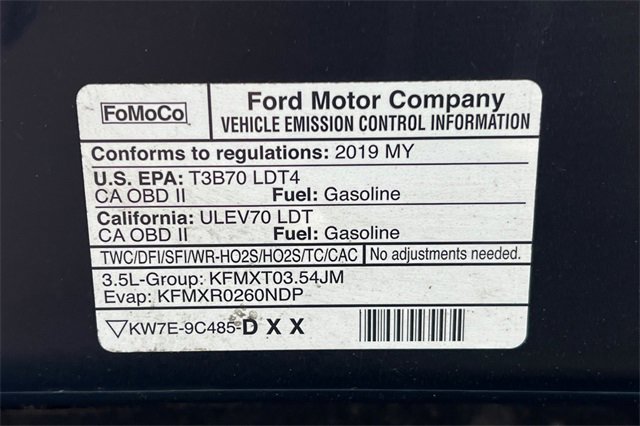 FoMoCo
Ford Motor Company
VEHICLE EMISSION CONTROL INFORMATION
Conforms to regulations: 2019 MY
U.S. EPA: T3B70 LDT4
CA OBD II Fuel: Gasoline
California: ULEV70 LDT
CA OBD II Fuel: Gasoline
TWC/DFI/SFI/WR-HO2S/HO2S/TC/CAC No adjustments needed.
3.5L-Group: KFMXT03.54JM
Evap: KFMXR0260NDP
KW7E-9C485-DXX